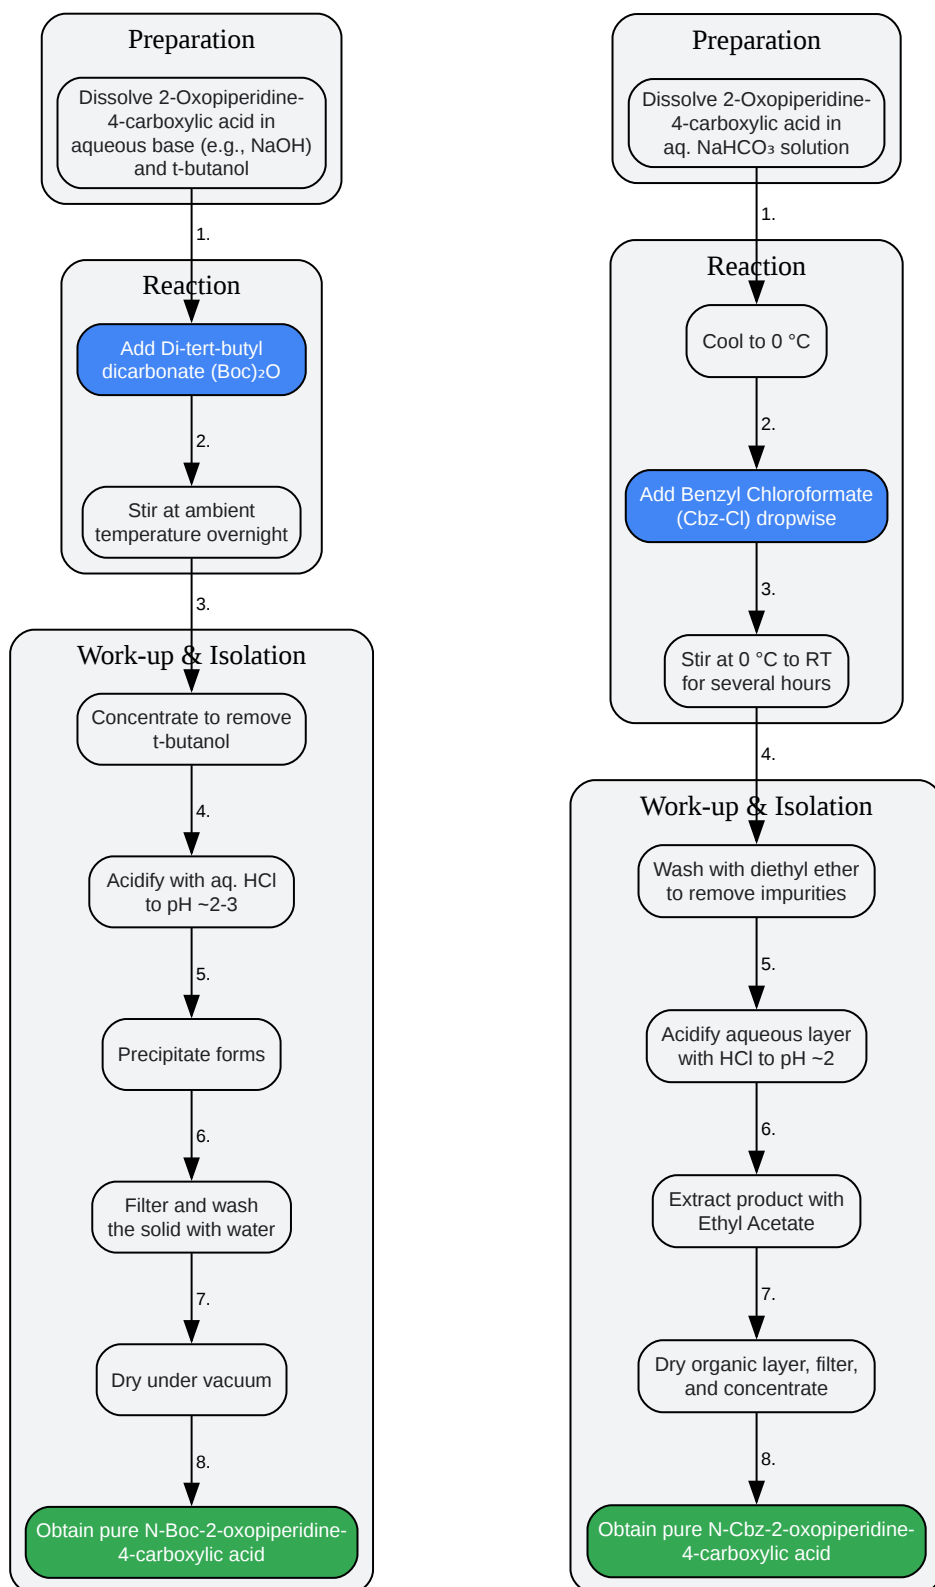 Preparation
Dissolve 2-Oxopiperidine-
4-carboxylic acid in
aqueous base (e.g., NaOH)
and t-butanol
1.
Reaction
Add Di-tert-butyl
dicarbonate (Boc)₂O
2.
Stir at ambient
temperature overnight
3.
Work-up & Isolation
Concentrate to remove
t-butanol
4.
Acidify with aq. HCl
to pH ~2-3
5.
Precipitate forms
6.
Filter and wash
the solid with water
7.
Dry under vacuum
8.
Obtain pure N-Boc-2-oxopiperidine-
4-carboxylic acid
Preparation
Dissolve 2-Oxopiperidine-
4-carboxylic acid in
aq. NaHCO₃ solution
1.
Reaction
Cool to 0 °C
2.
Add Benzyl Chloroformate
(Cbz-Cl) dropwise
3.
Stir at 0 °C to RT
for several hours
4.
Work-up & Isolation
Wash with diethyl ether
to remove impurities
5.
Acidify aqueous layer
with HCl to pH ~2
6.
Extract product with
Ethyl Acetate
7.
Dry organic layer, filter,
and concentrate
8.
Obtain pure N-Cbz-2-oxopiperidine-
4-carboxylic acid